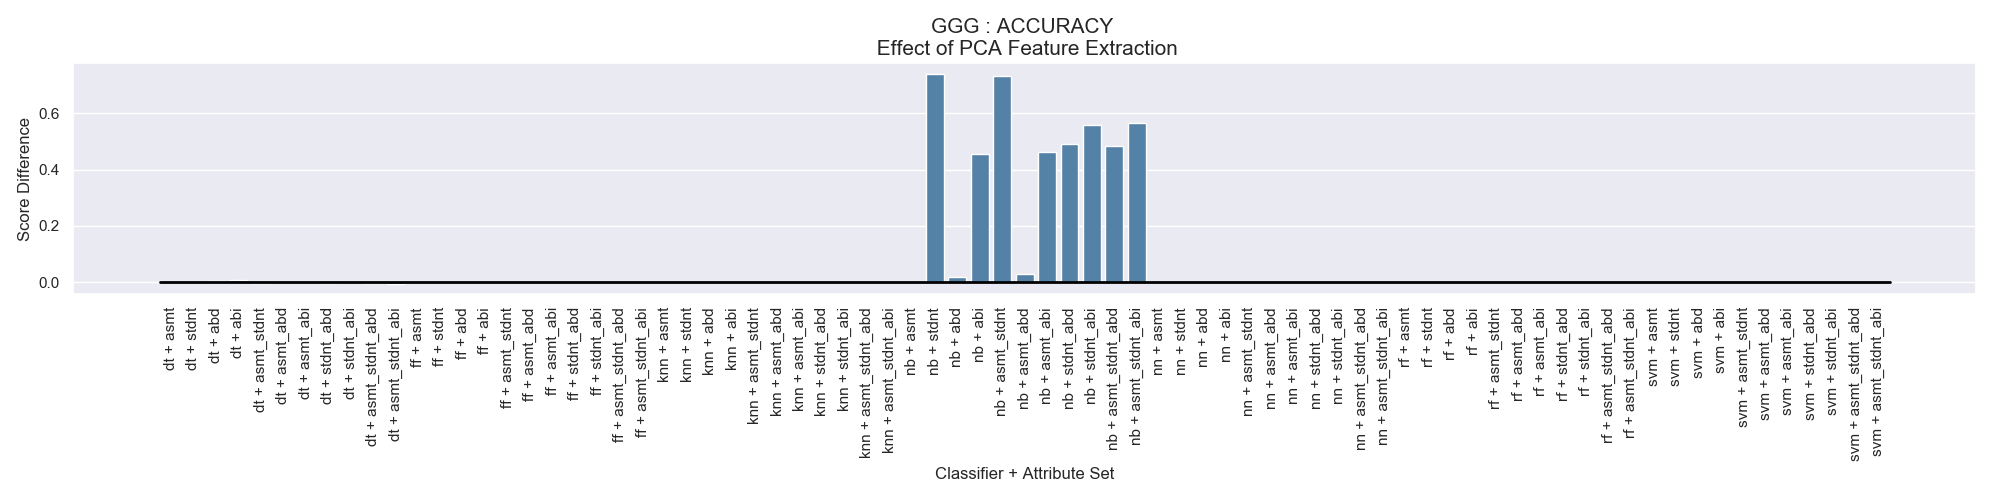 GGG : ACCURACY
Effect of PCA Feature Extraction
Score Difference
0.6
0.4
0.2
0.0
dt + asmt
dt + stdnt
dt + abd
dt + abi
dt + asmt_stdnt
dt + asmt_abd
dt + asmt_abi
dt + stdnt_abd
dt + stdnt_abi
dt + asmt_stdnt_abd
dt + asmt_stdnt_abi
ff + asmt
ff + stdnt
ff + abd
ff + abi
ff + asmt_stdnt
ff + asmt_abd
ff + asmt_abi
ff + stdnt_abd
ff + stdnt_abi
ff + asmt_stdnt_abd
ff + asmt_stdnt_abi
knn + asmt
knn + stdnt
knn + abd
knn + abi
knn + asmt_stdnt
knn + asmt_abd
knn + asmt_abi
knn + stdnt_abd
knn + stdnt_abi
knn + asmt_stdnt_abd
knn + asmt_stdnt_abi
nb + asmt
nb + stdnt
nb + abd
nb + abi
nb + asmt_stdnt
nb + asmt_abd
nb + asmt_abi
nb + stdnt_abd
nb + stdnt_abi
nb + asmt_stdnt_abd
nb + asmt_stdnt_abi
nn + asmt
nn + stdnt
nn + abd
nn + abi
nn + asmt_stdnt
nn + asmt_abd
nn + asmt_abi
nn + stdnt_abd
nn + stdnt_abi
nn + asmt_stdnt_abd
nn + asmt_stdnt_abi
rf + asmt
rf + stdnt
rf + abd
rf + abi
rf + asmt_stdnt
rf + asmt_abd
rf + asmt_abi
rf + stdnt_abd
rf + stdnt_abi
rf + asmt_stdnt_abd
rf + asmt_stdnt_abi
svm + asmt
svm + stdnt
svm + abd
svm + abi
svm + asmt_stdnt
svm + asmt_abd
svm + asmt_abi
svm + stdnt_abd
svm + stdnt_abi
svm + asmt_stdnt_abd
svm + asmt_stdnt_abi
Classifier + Attribute Set